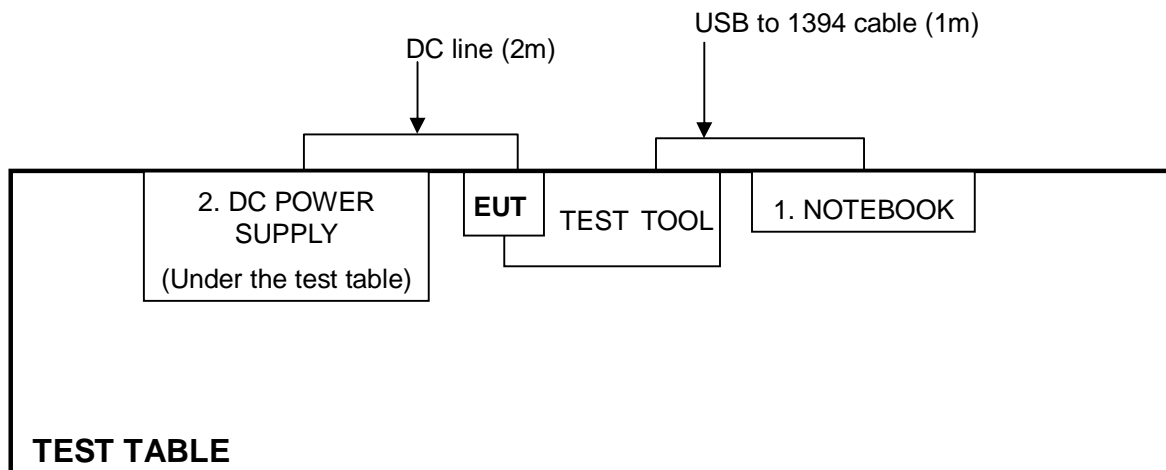 USB to 1394 cable (1m)
DC line (2m)
2. DC POWER
SUPPLY
(Under the test table)
EUT
TEST TOOL
1. NOTEBOOK
TEST TABLE